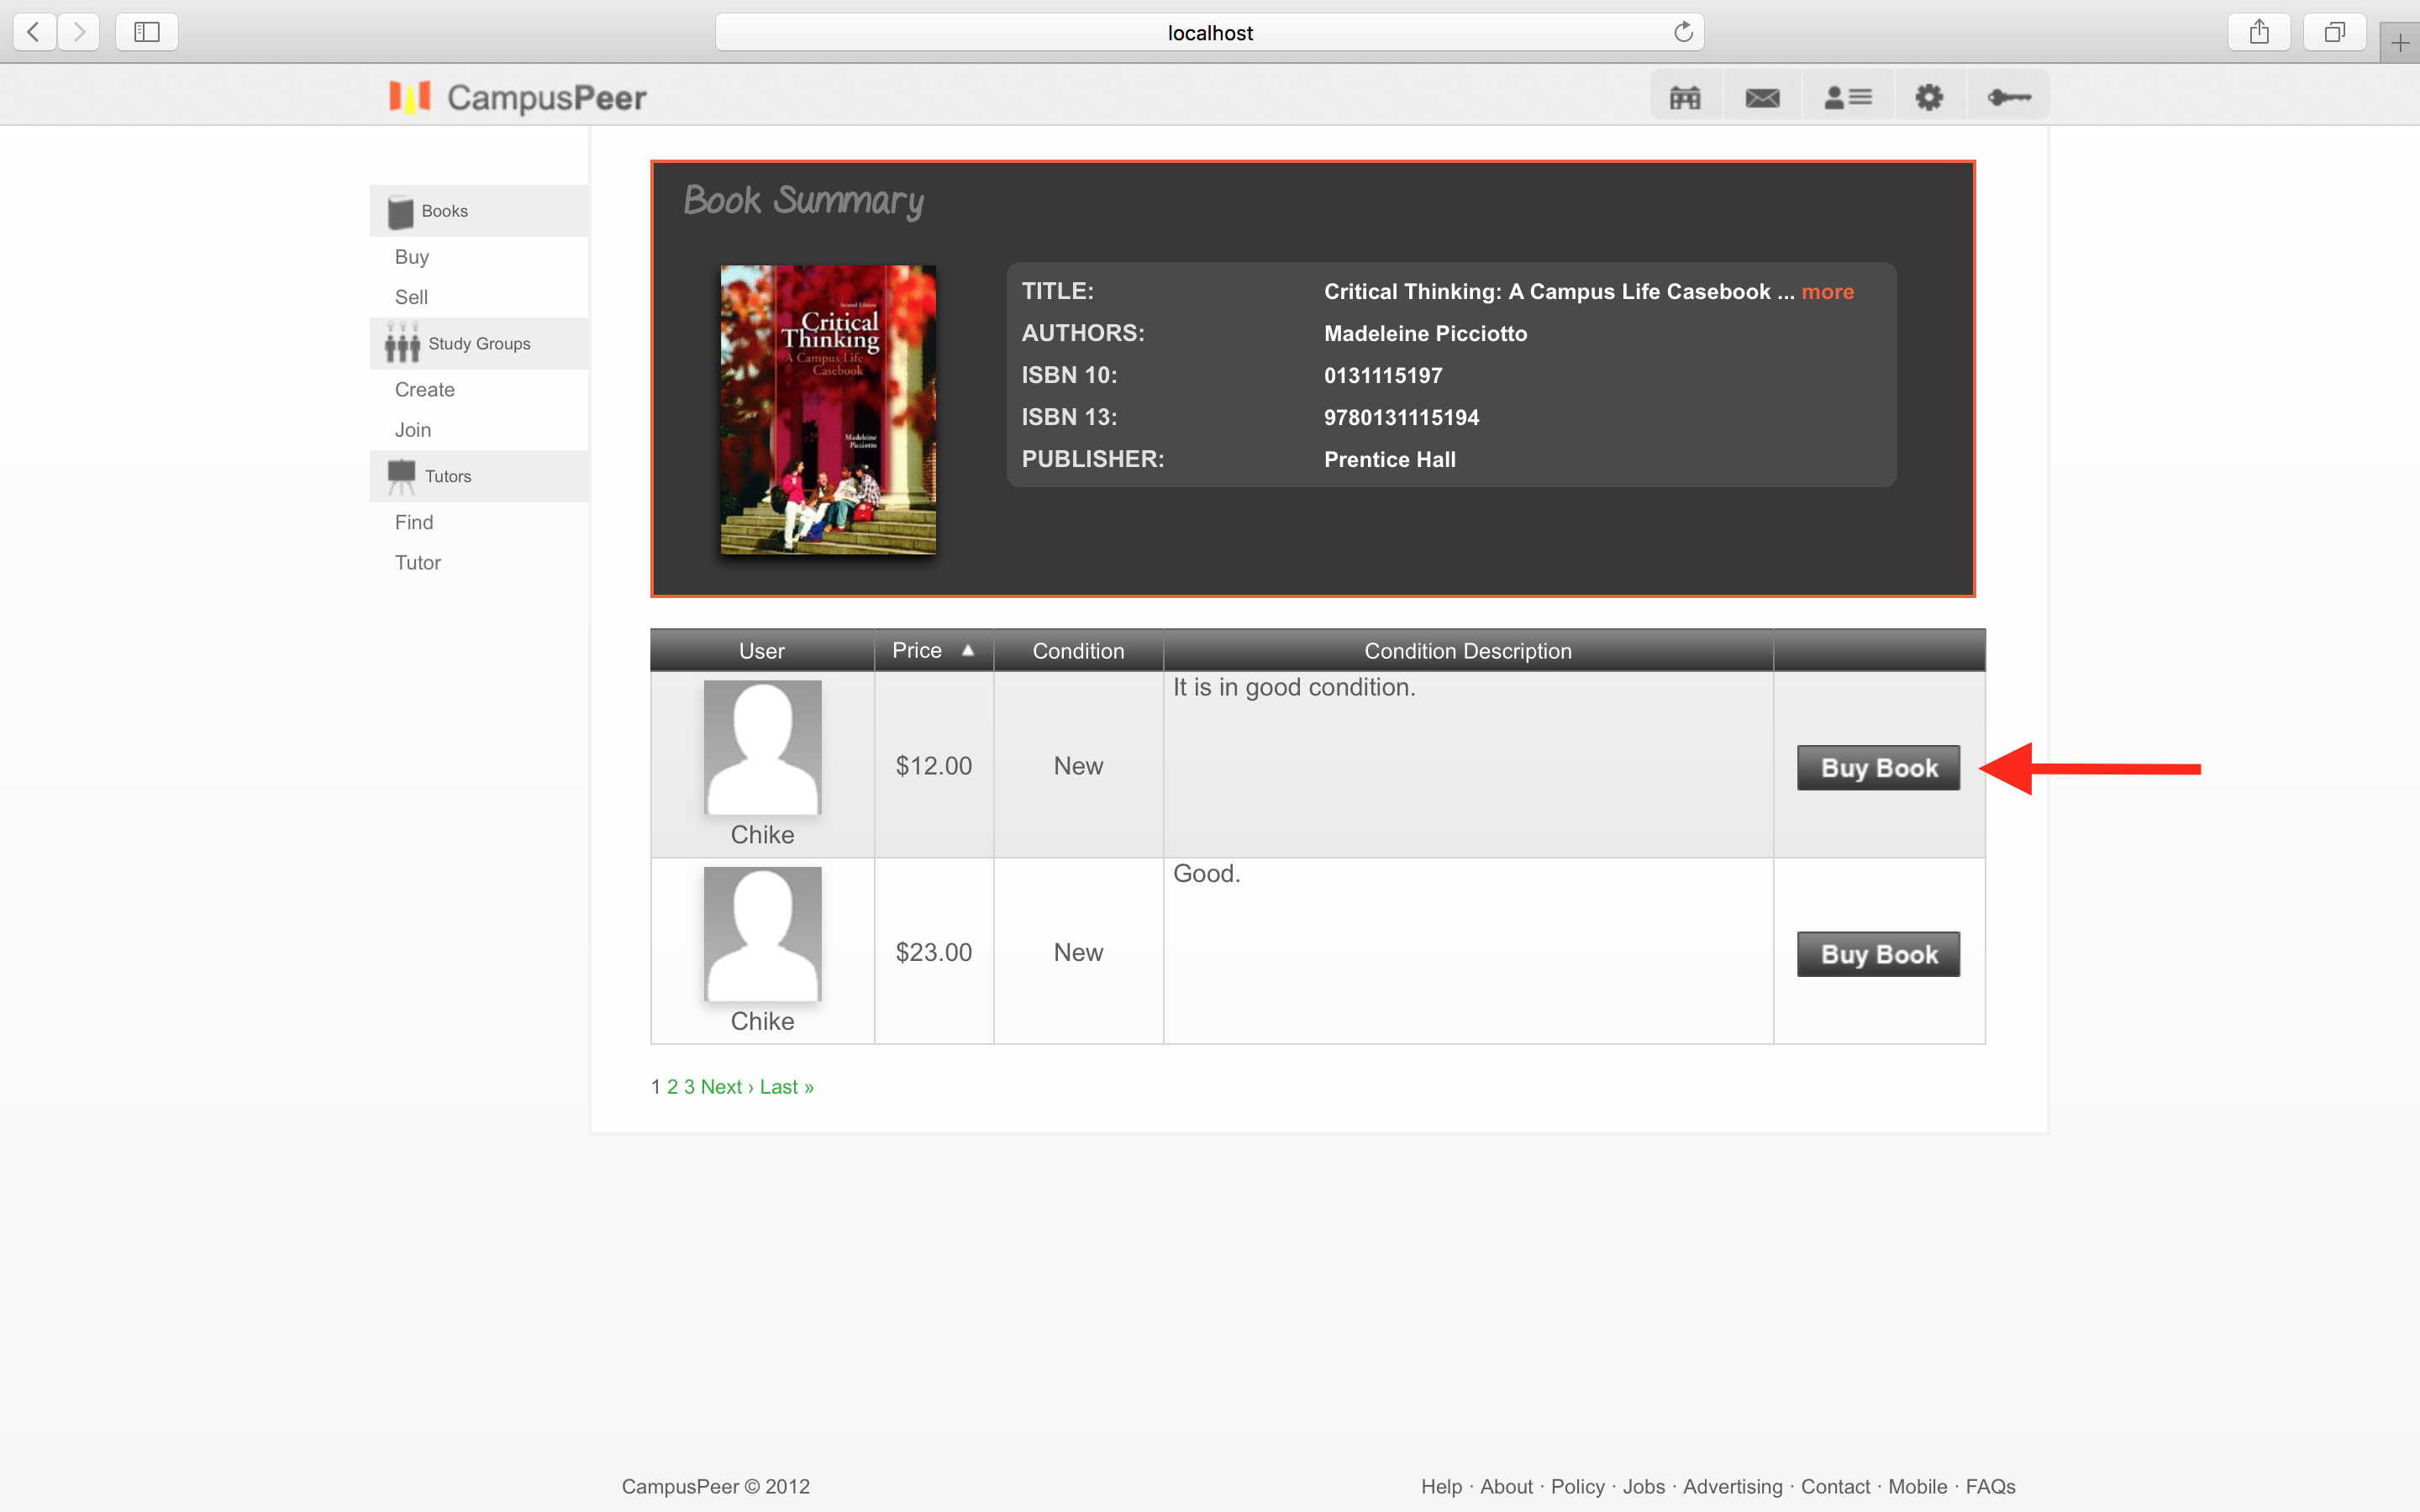 localhost
CampusPeer
Books
Buy
Sell
Study Groups
Create
Join
Tutors
Find
Tutor
Book Summary
Second Edition
Critical
Thinking
A Campus Life
Casebook
Madeleine
Picciotto
TITLE: Critical Thinking: A Campus Life Casebook ... more
AUTHORS: Madeleine Picciotto
ISBN 10: 0131115197
ISBN 13: 9780131115194
PUBLISHER: Prentice Hall
User Price ▲ Condition Condition Description
It is in good condition.
$12.00 New Buy Book
Chike
Good.
$23.00 New Buy Book
Chike
1 2 3 Next › Last »
CampusPeer © 2012
Help · About · Policy · Jobs · Advertising · Contact · Mobile · FAQs